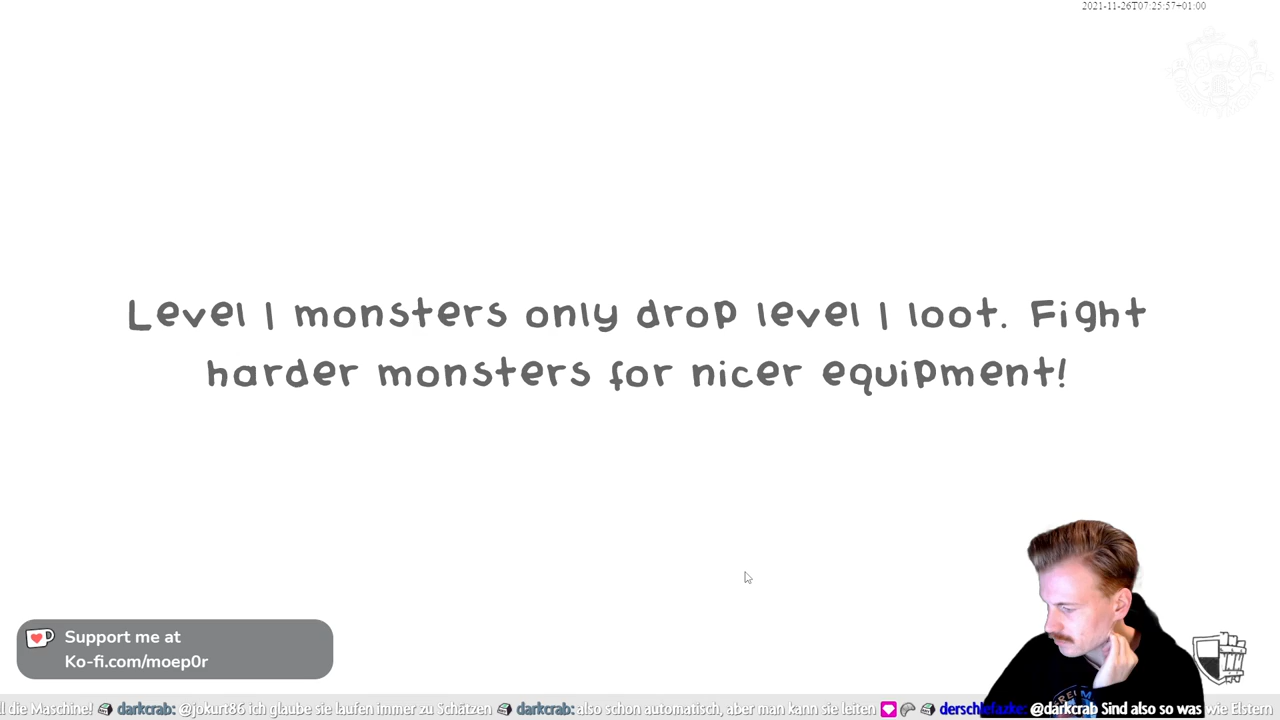 2021-11-26T07:25:57+01:00
Level 1 monsters only drop level 1 loot. Fight
harder monsters for nicer equipment!
Support me at
Ko-fi.com/moep0r
die Maschine! darkcrab: @jokurt86 ich glaube sie laufen immer zu Schätzen darkcrab: also schon automatisch, aber man kann sie leiten derschlefazke: @darkcrab Sind also so was wie Elstern